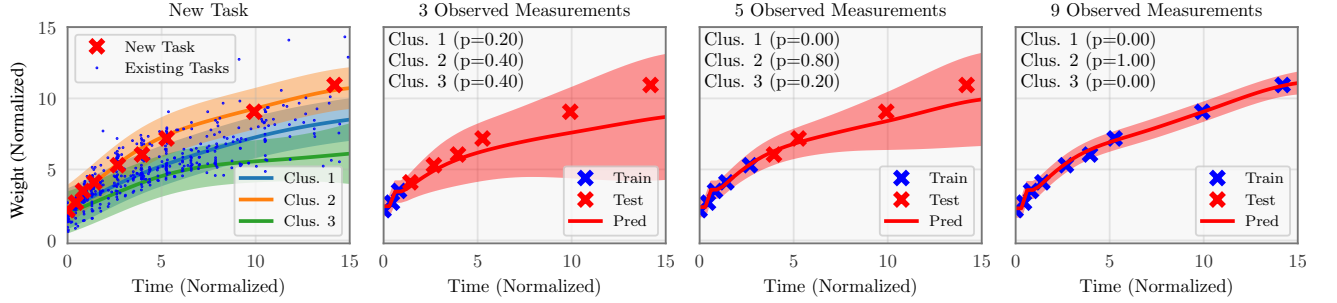 New Task
3 Observed Measurements
5 Observed Measurements
9 Observed Measurements
Weight (Normalized)
15
10
5
0
New Task
Existing Tasks
Clus. 1
Clus. 2
Clus. 3
0
5
10
15
Time (Normalized)
Clus. 1 (p=0.20)
Clus. 2 (p=0.40)
Clus. 3 (p=0.40)
Train
Test
Pred
0
5
10
15
Time (Normalized)
Clus. 1 (p=0.00)
Clus. 2 (p=0.80)
Clus. 3 (p=0.20)
Train
Test
Pred
0
5
10
15
Time (Normalized)
Clus. 1 (p=0.00)
Clus. 2 (p=1.00)
Clus. 3 (p=0.00)
Train
Test
Pred
0
5
10
15
Time (Normalized)